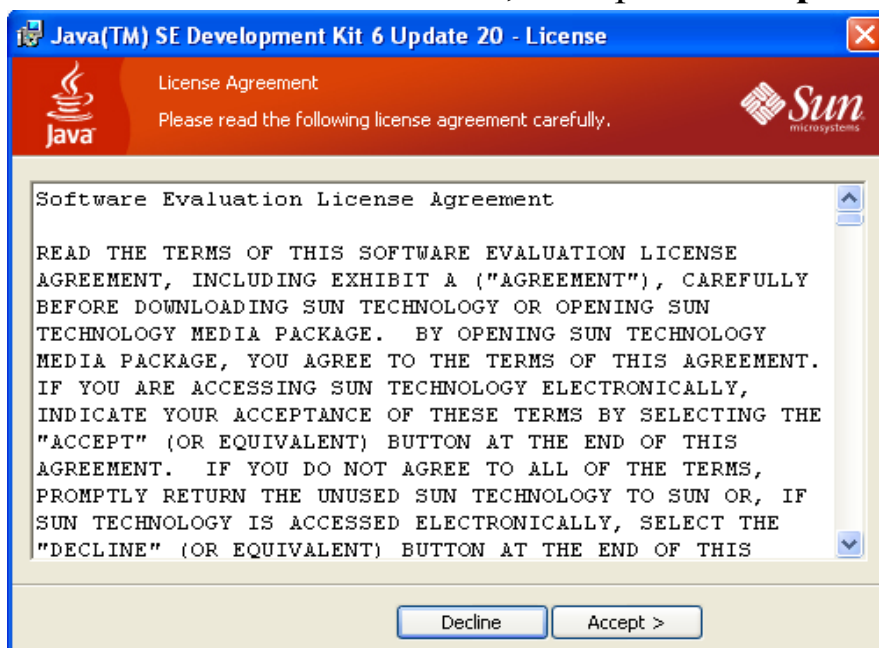 Java(TM) SE Development Kit 6 Update 20 - License
License Agreement
Please read the following license agreement carefully.
Java
Sun
microsystems
Software Evaluation License Agreement
READ THE TERMS OF THIS SOFTWARE EVALUATION LICENSE
AGREEMENT, INCLUDING EXHIBIT A ("AGREEMENT"), CAREFULLY
BEFORE DOWNLOADING SUN TECHNOLOGY OR OPENING SUN
TECHNOLOGY MEDIA PACKAGE.  BY OPENING SUN TECHNOLOGY
MEDIA PACKAGE, YOU AGREE TO THE TERMS OF THIS AGREEMENT.
IF YOU ARE ACCESSING SUN TECHNOLOGY ELECTRONICALLY,
INDICATE YOUR ACCEPTANCE OF THESE TERMS BY SELECTING THE
"ACCEPT" (OR EQUIVALENT) BUTTON AT THE END OF THIS
AGREEMENT.  IF YOU DO NOT AGREE TO ALL OF THE TERMS,
PROMPTLY RETURN THE UNUSED SUN TECHNOLOGY TO SUN OR, IF
SUN TECHNOLOGY IS ACCESSED ELECTRONICALLY, SELECT THE
"DECLINE" (OR EQUIVALENT) BUTTON AT THE END OF THIS
Decline
Accept >